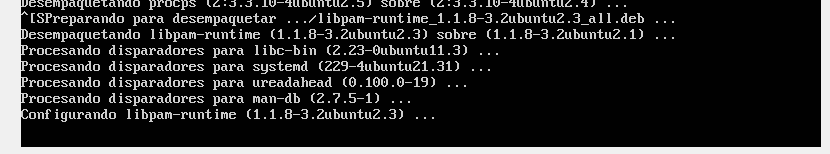 Desempaquetando procps (2:3.3.10-4ubuntu2.5) sobre (2:3.3.10-4ubuntu2.4) ...
^[SPreparando para desempaquetar .../libpam-runtime_1.1.8-3.2ubuntu2.3_all.deb ...
Desempaquetando libpam-runtime (1.1.8-3.2ubuntu2.3) sobre (1.1.8-3.2ubuntu2.1) ...
Procesando disparadores para libc-bin (2.23-0ubuntu11.3) ...
Procesando disparadores para systemd (229-4ubuntu21.31) ...
Procesando disparadores para ureadahead (0.100.0-19) ...
Procesando disparadores para man-db (2.7.5-1) ...
Configurando libpam-runtime (1.1.8-3.2ubuntu2.3) ...